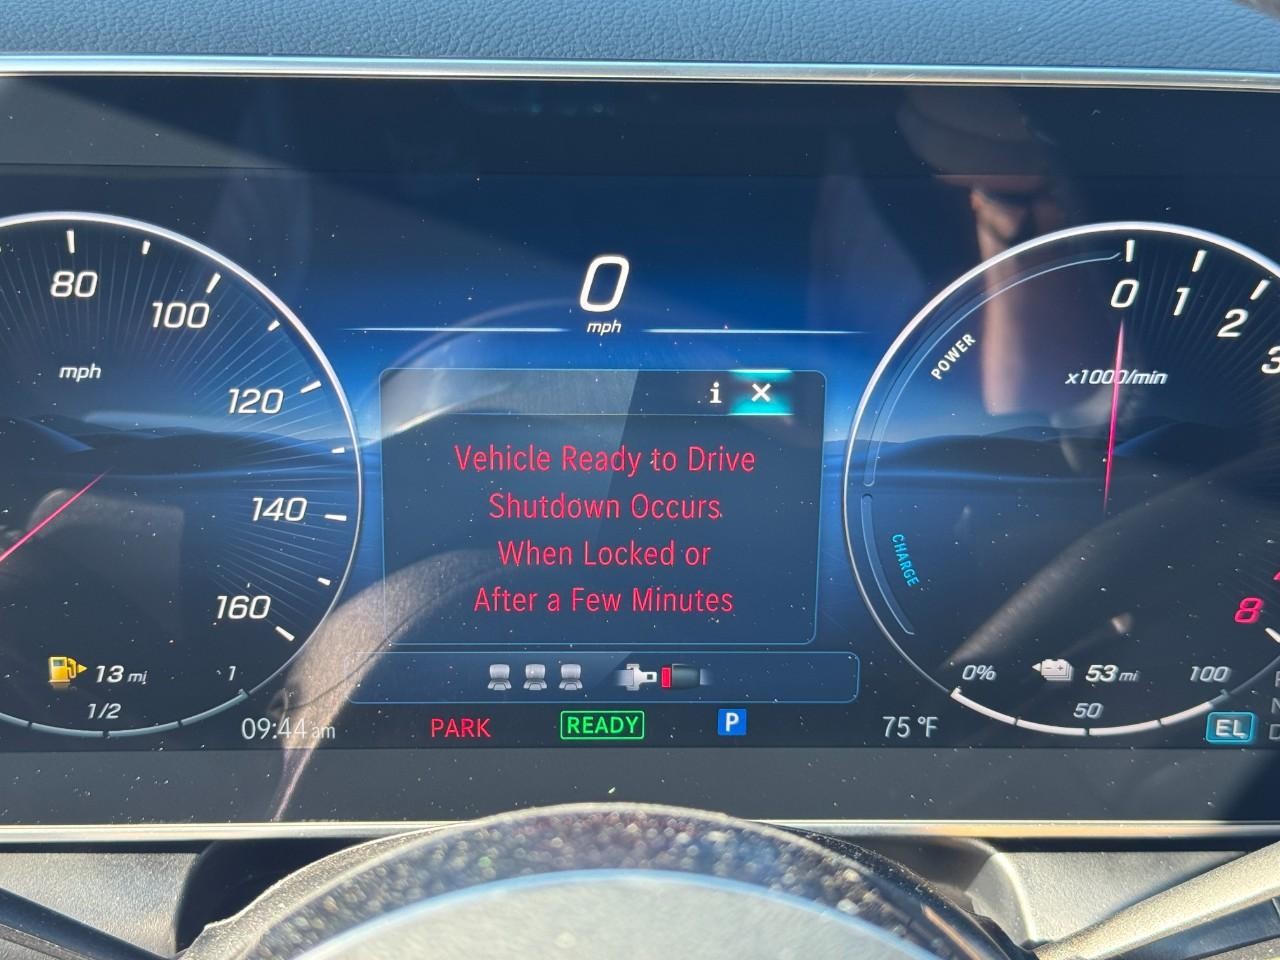 0
mph
80
100
mph
120
140
160
13 mi
1
1/2
09:44 am
i ×
Vehicle Ready to Drive
Shutdown Occurs
When Locked or
After a Few Minutes
PARK
READY
P
75 °F
0 1 2 3
x1000/min
POWER
CHARGE
8
0% 53 mi 100
50
EL